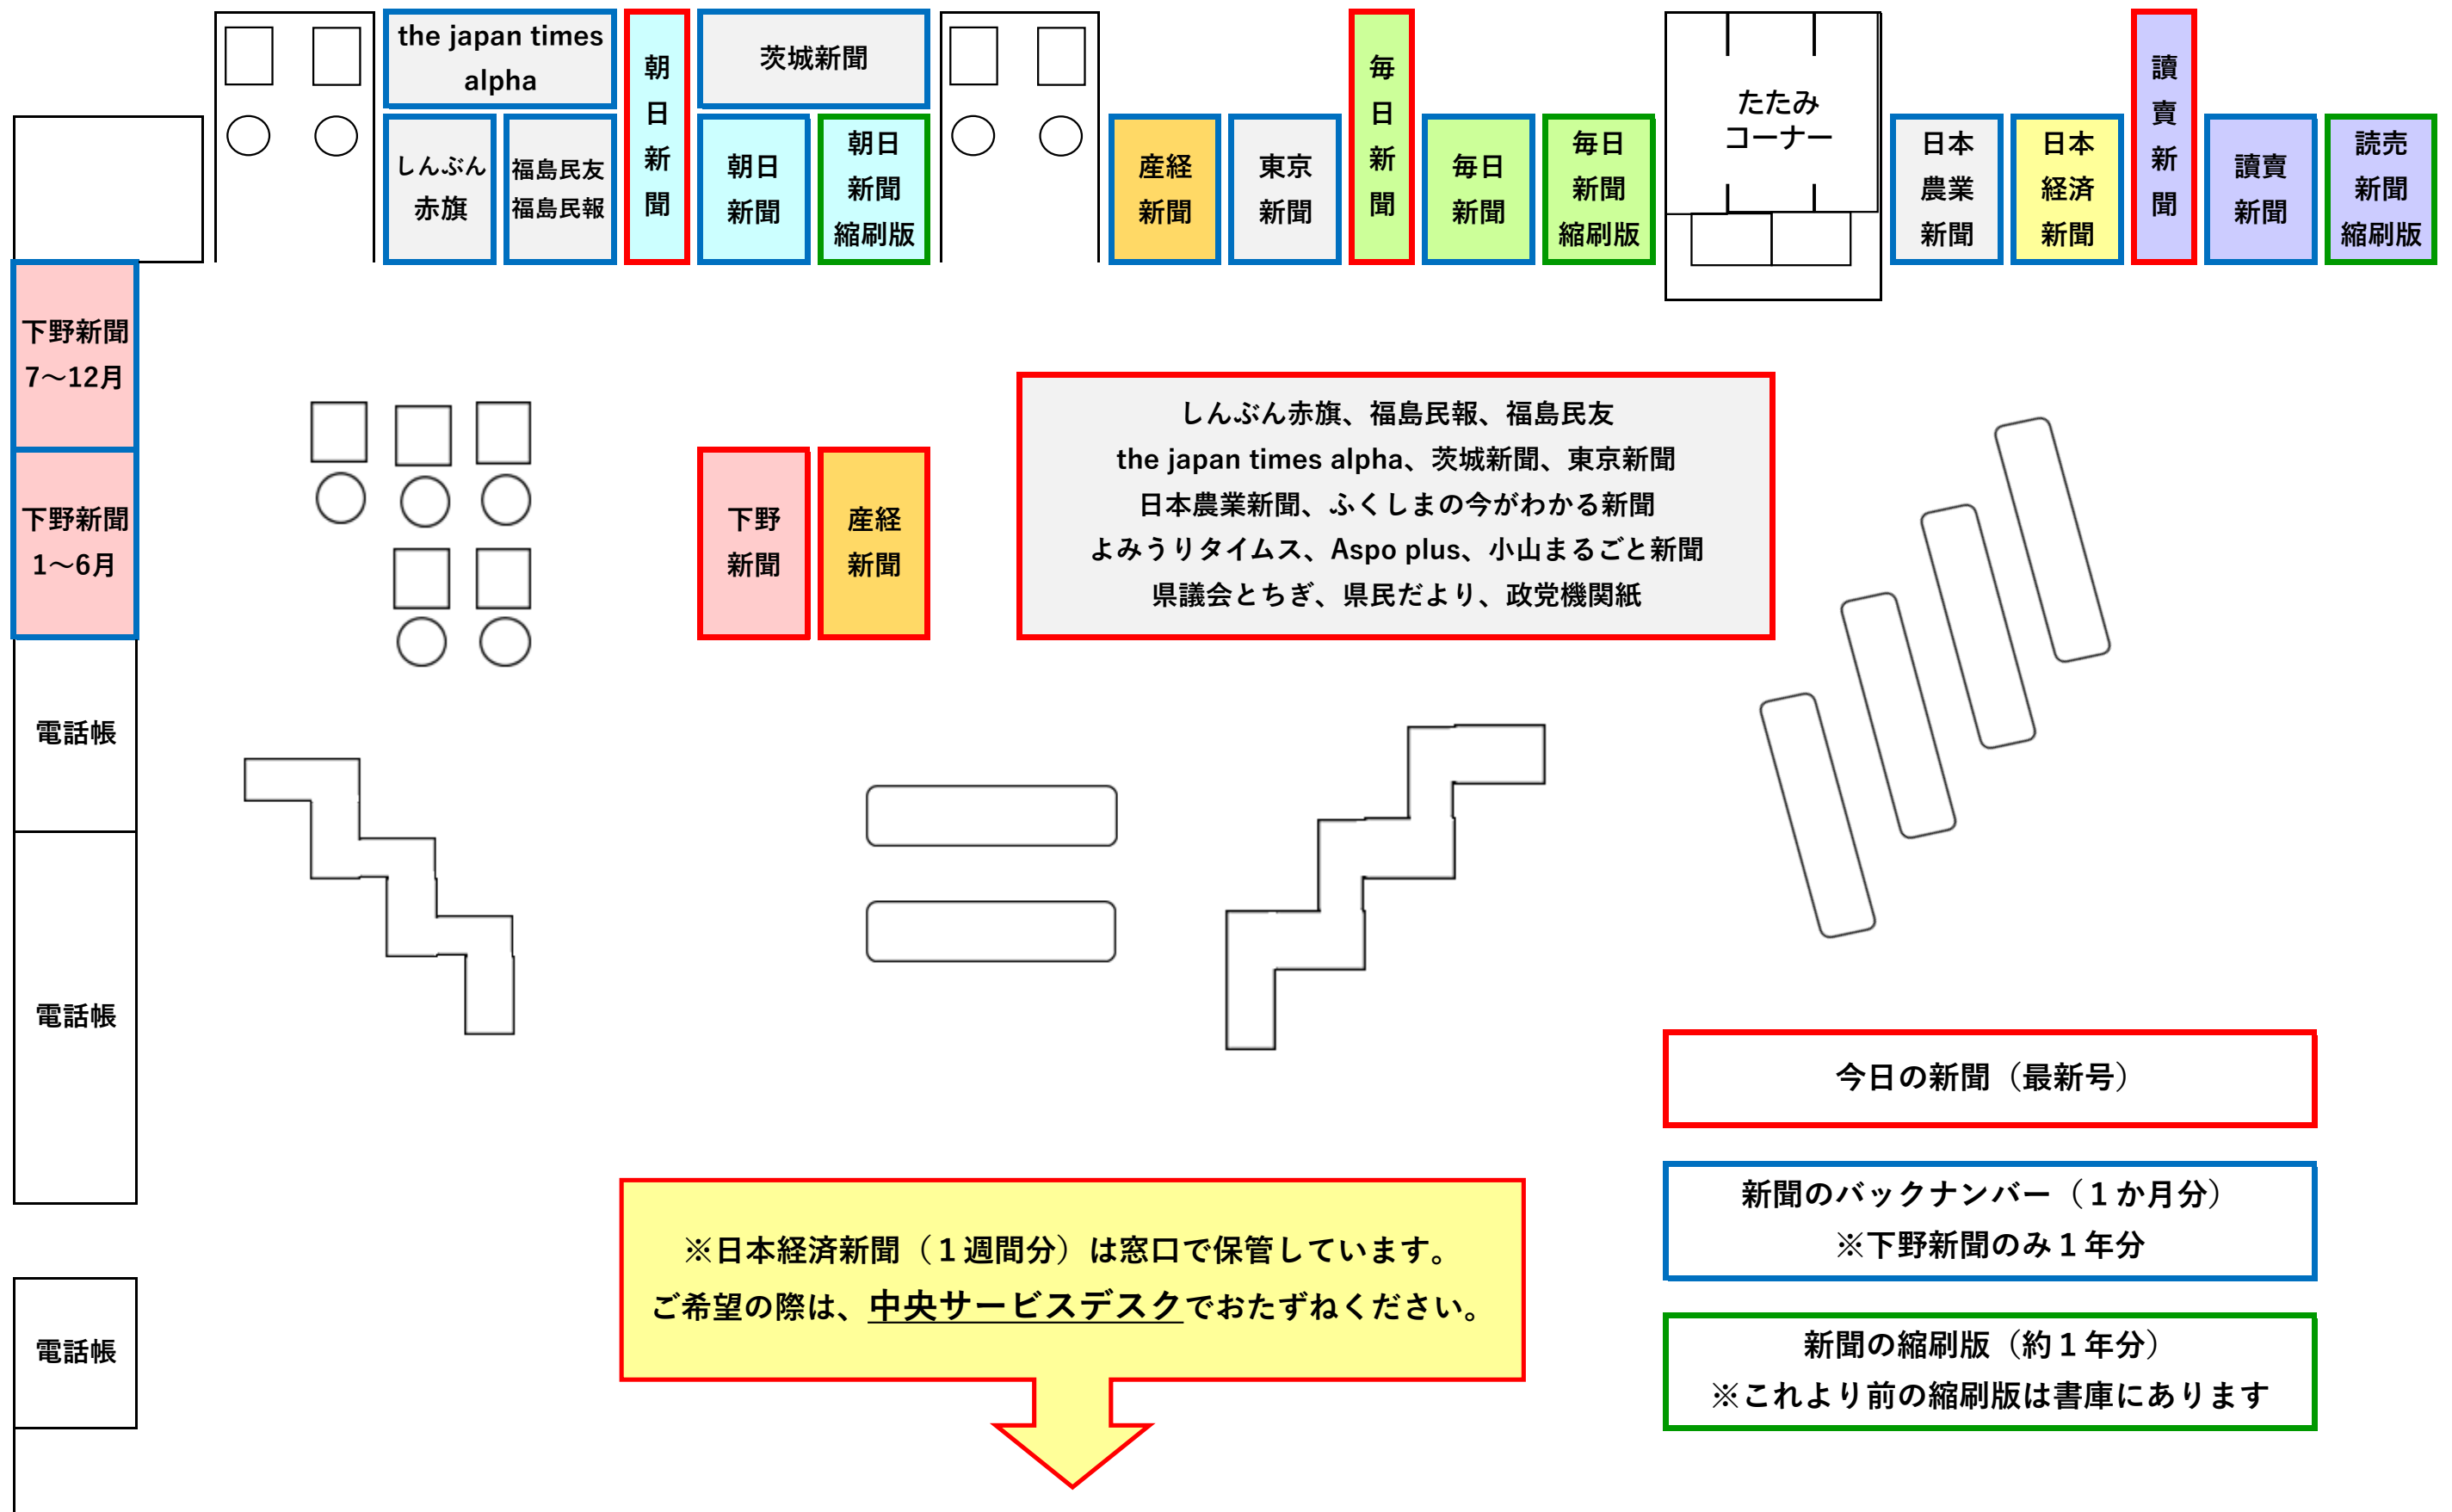 the japan times
alpha
しんぶん
赤旗
福島民友
福島民報
朝日新聞
茨城新聞
朝日
新聞
朝日
新聞
縮刷版
産経
新聞
東京
新聞
毎日新聞
毎日
新聞
毎日
新聞
縮刷版
たたみ
コーナー
日本
農業
新聞
日本
経済
新聞
讀賣新聞
讀賣
新聞
読売
新聞
縮刷版
下野新聞
7～12月
下野新聞
1～6月
電話帳
電話帳
電話帳
下野
新聞
産経
新聞
しんぶん赤旗、福島民報、福島民友
the japan times alpha、茨城新聞、東京新聞
日本農業新聞、ふくしまの今がわかる新聞
よみうりタイムス、Aspo plus、小山まるごと新聞
県議会とちぎ、県民だより、政党機関紙
今日の新聞（最新号）
新聞のバックナンバー（１か月分）
※下野新聞のみ１年分
新聞の縮刷版（約１年分）
※これより前の縮刷版は書庫にあります
※日本経済新聞（１週間分）は窓口で保管しています。
ご希望の際は、中央サービスデスクでおたずねください。